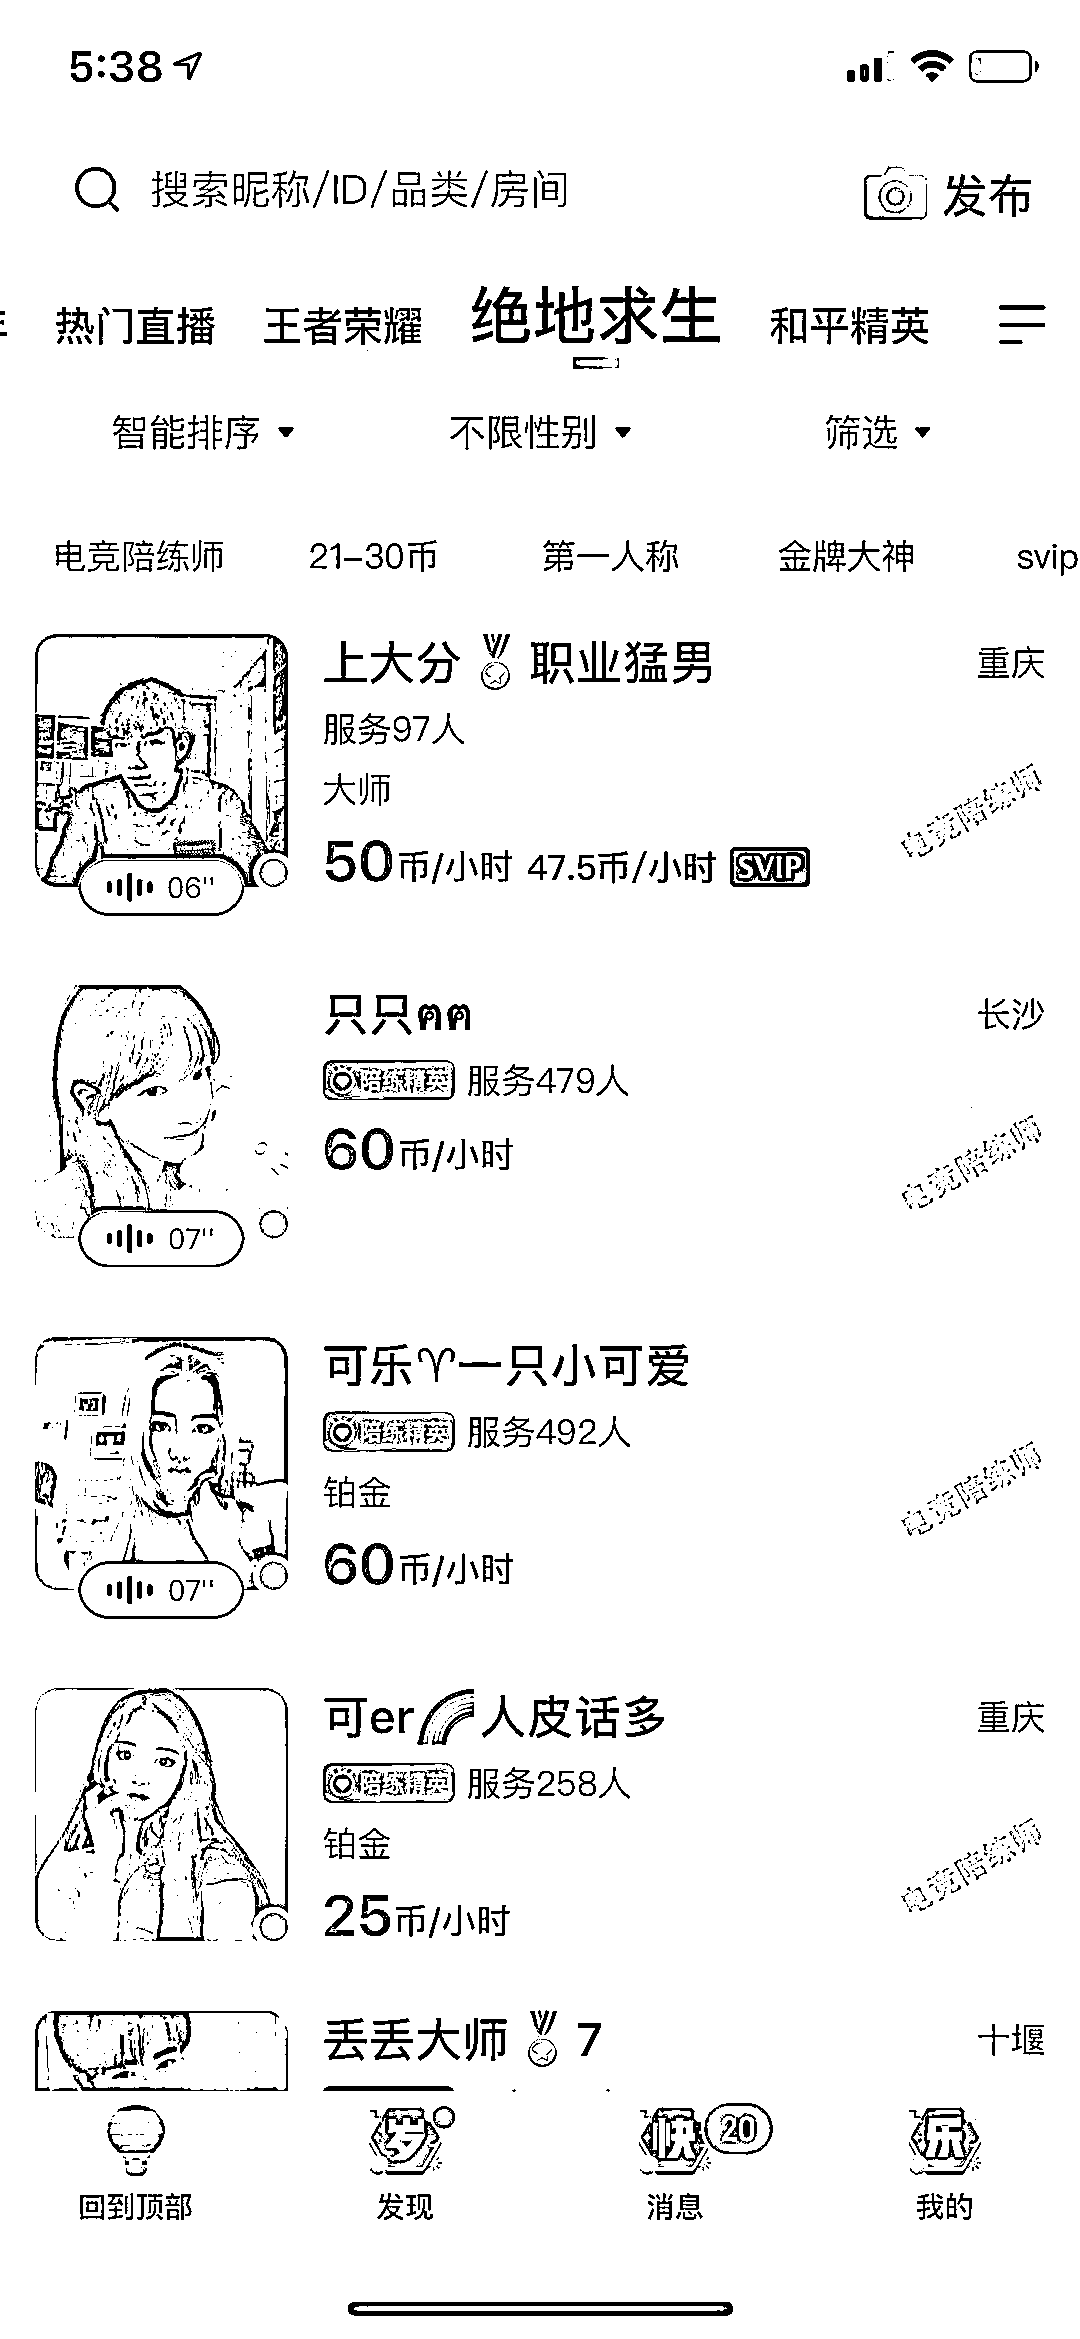 5:38
搜索昵称/ID/品类/房间
发布
热门直播 王者荣耀 绝地求生 和平精英
智能排序 不限性别 筛选
电竞陪练师 21-30币 第一人称 金牌大神 svip
上大分🏅职业猛男 重庆
服务97人
大师
电竞陪练师
50币/小时 47.5币/小时 SVIP
06"
只只ฅฅ 长沙
陪练精英 服务479人
60币/小时
电竞陪练师
07"
可乐♈一只小可爱
陪练精英 服务492人
铂金
电竞陪练师
60币/小时
07"
可er🌈人皮话多 重庆
陪练精英 服务258人
铂金
电竞陪练师
25币/小时
丢丢大师🏅7 十堰
岁 快 20 乐
回到顶部 发现 消息 我的